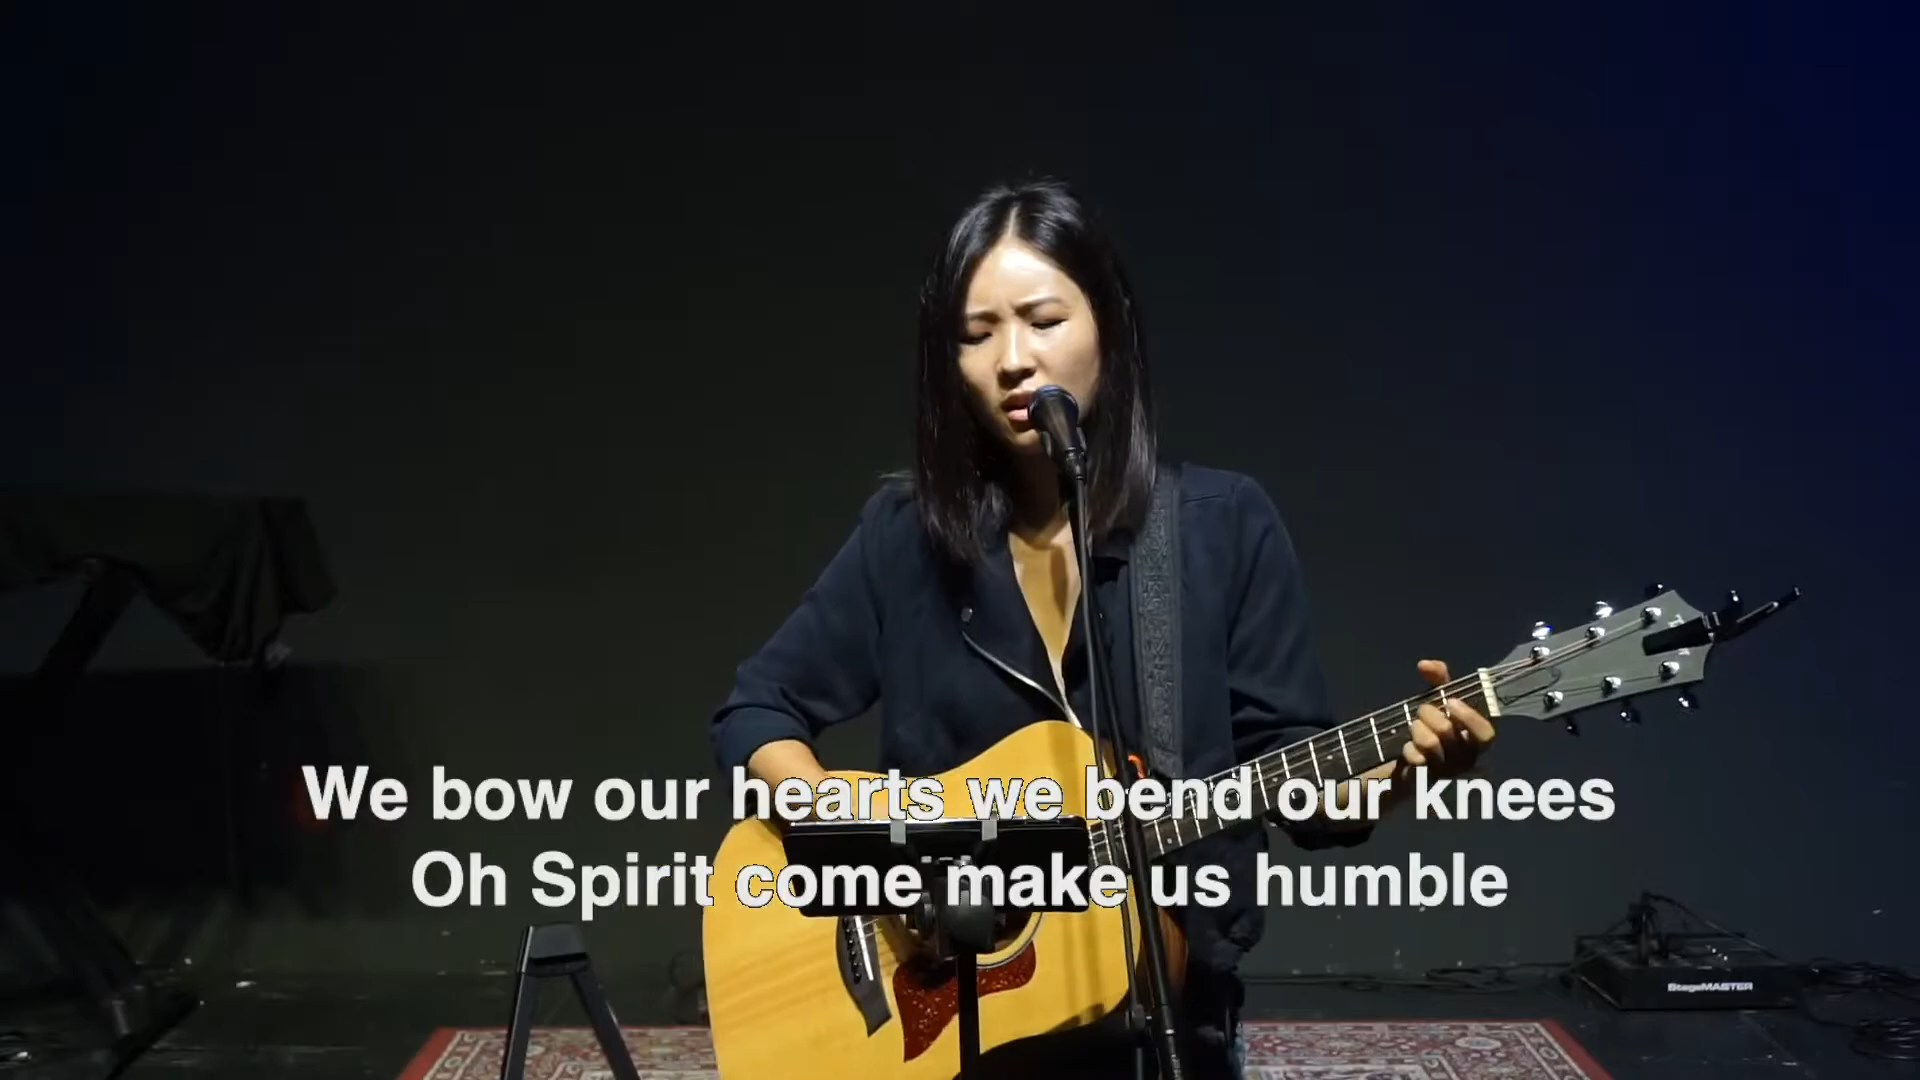 We bow our hearts we bend our knees
Oh Spirit come make us humble
StageMASTER